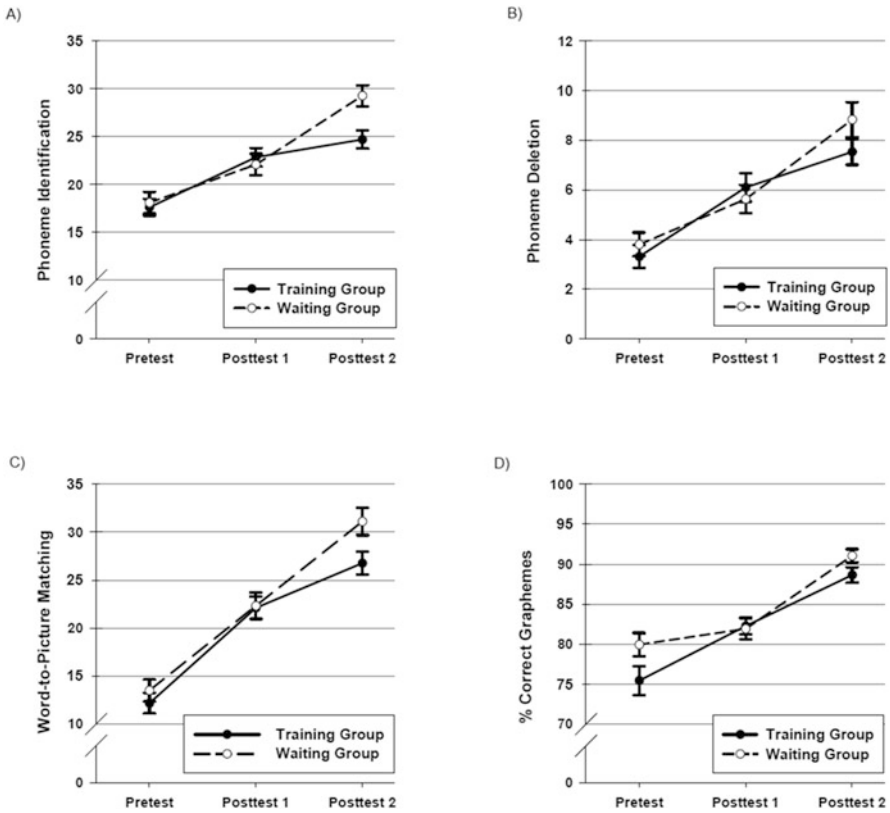 A)
Phoneme Identification
35
30
25
20
15
10
0
Training Group
Waiting Group
Pretest Posttest 1 Posttest 2
B)
Phoneme Deletion
12
10
8
6
4
2
0
Training Group
Waiting Group
Pretest Posttest 1 Posttest 2
C)
Word-to-Picture Matching
35
30
25
20
15
10
0
Training Group
Waiting Group
Pretest Posttest 1 Posttest 2
D)
% Correct Graphemes
100
95
90
85
80
75
70
0
Training Group
Waiting Group
Pretest Posttest 1 Posttest 2